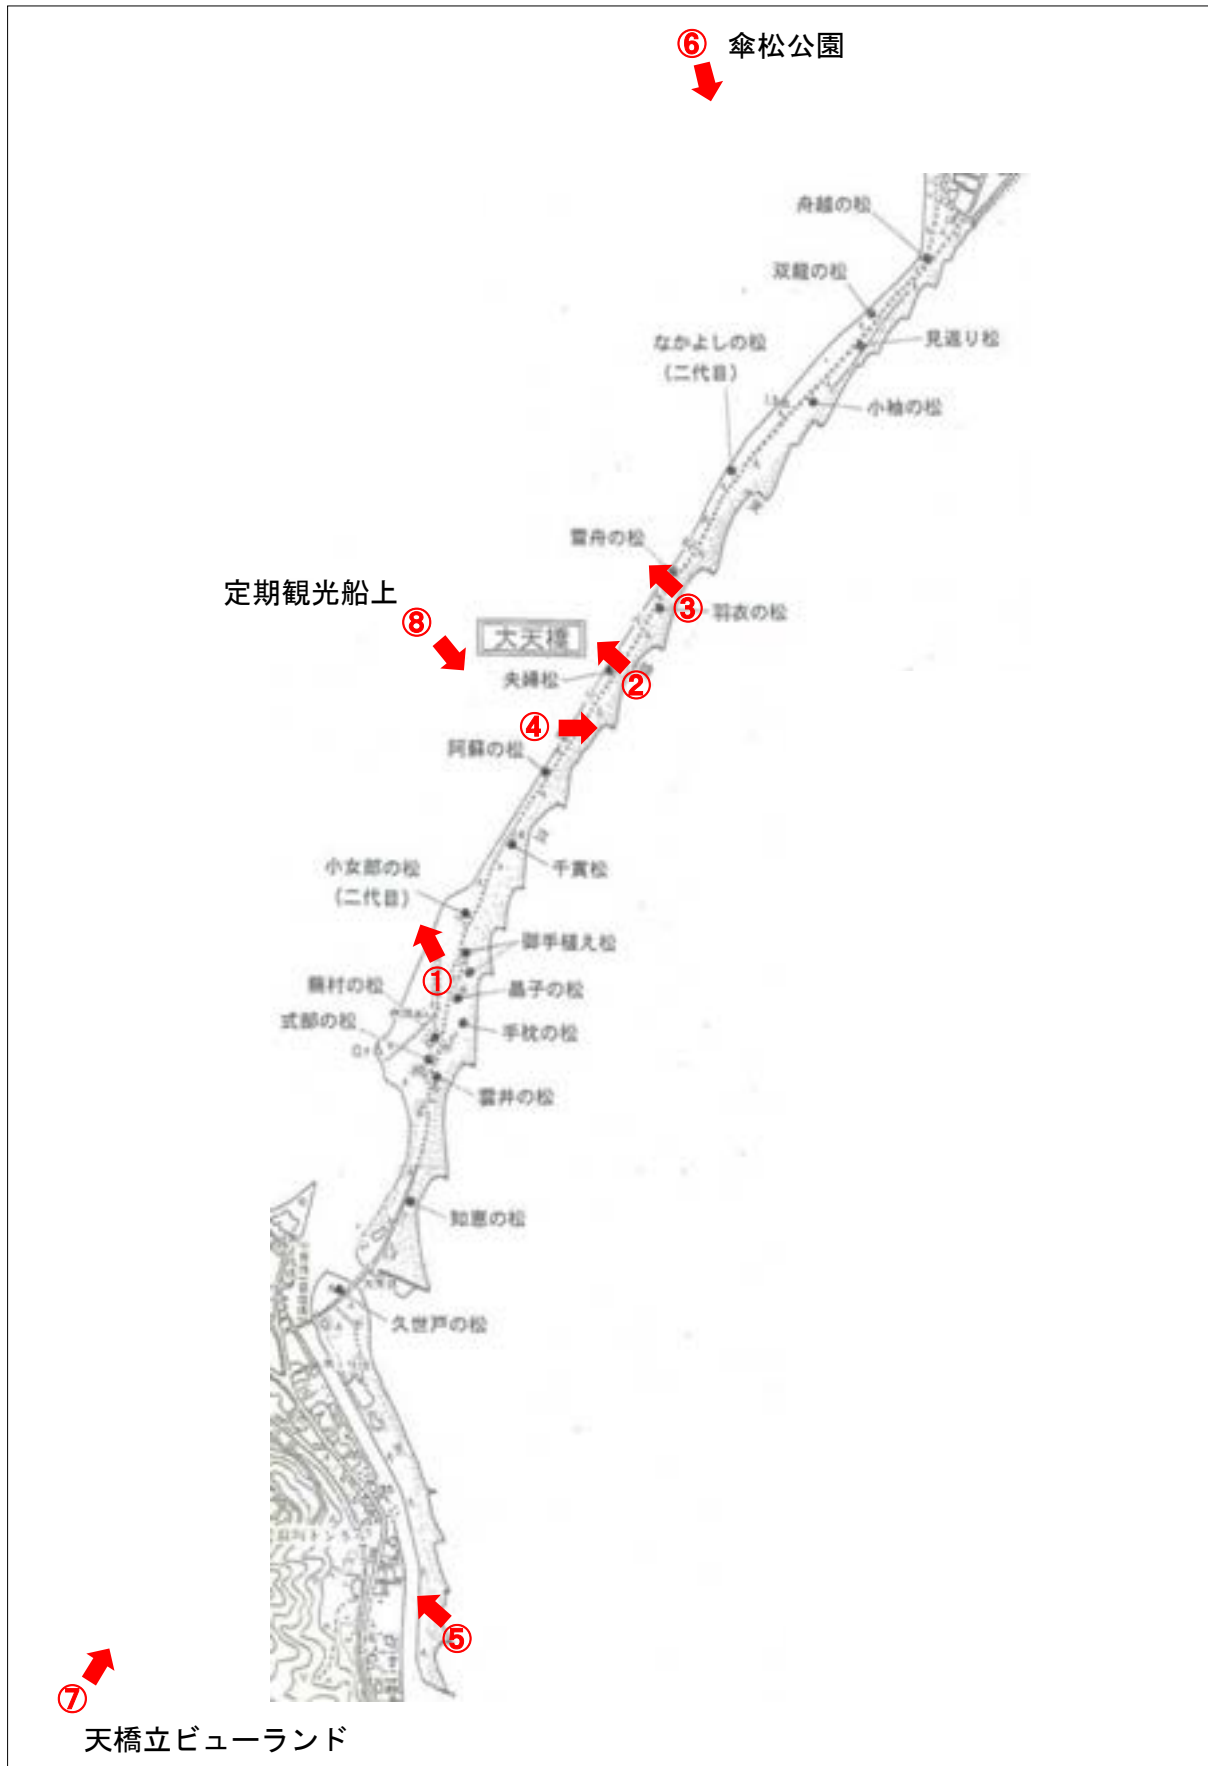 ⑥ 傘松公園
舟越の松
双龍の松
見返り松
なかよしの松
(二代目)
小袖の松
雪舟の松
定期観光船上
⑧
③
羽衣の松
大天橋
夫婦松
②
④
阿蘇の松
千貫松
小女郎の松
(二代目)
御手植え松
①
晶子の松
式部の松
手枕の松
雲井の松
知恵の松
久世戸の松
⑤
⑦
天橋立ビューランド